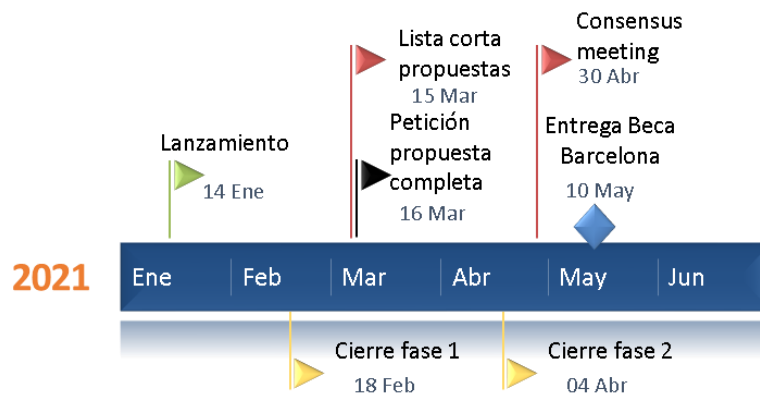 Consensus
meeting
30 Abr
Lista corta
propuestas
15 Mar
Petición
propuesta
completa
16 Mar
Entrega Beca
Barcelona
10 May
Lanzamiento
14 Ene
2021
Ene Feb Mar Abr May Jun
Cierre fase 1
18 Feb
Cierre fase 2
04 Abr